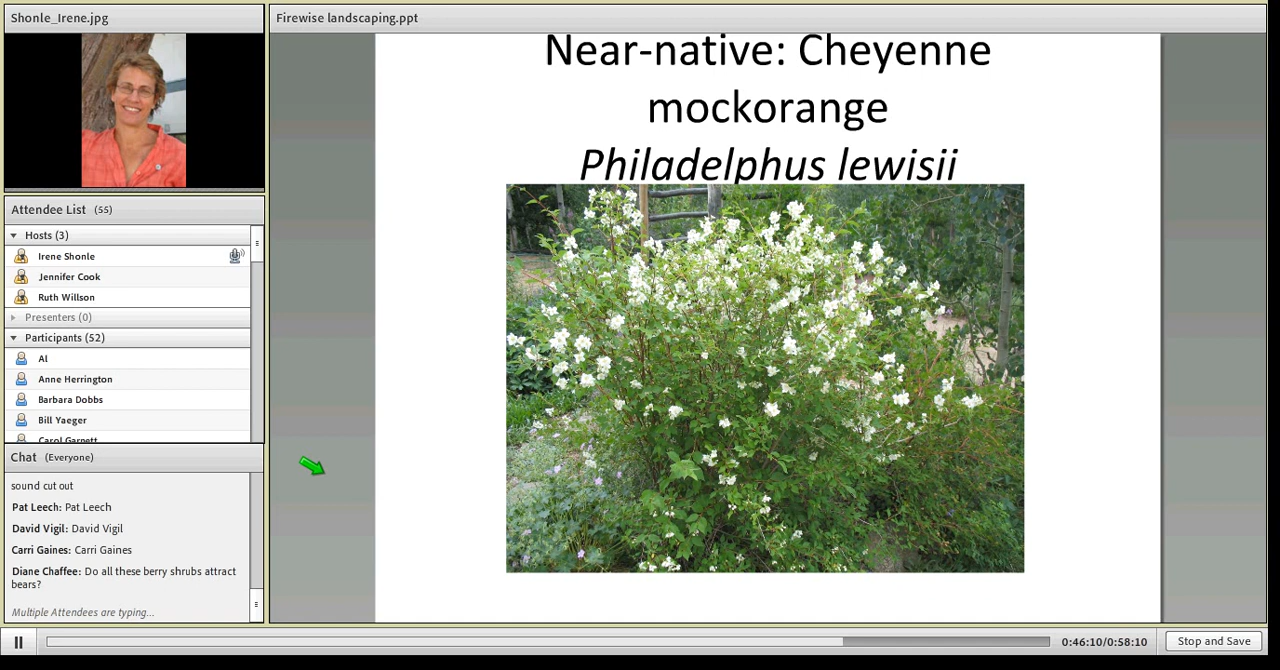 Shonle_Irene.jpg
Attendee List (55)
Hosts (3)
Irene Shonle
Jennifer Cook
Ruth Willson
Presenters (0)
Participants (52)
Al
Anne Herrington
Barbara Dobbs
Bill Yaeger
Carol Garnett
Chat (Everyone)
sound cut out
Pat Leech: Pat Leech
David Vigil: David Vigil
Carri Gaines: Carri Gaines
Diane Chaffee: Do all these berry shrubs attract
bears?
Multiple Attendees are typing...
Firewise landscaping.ppt
Near-native: Cheyenne
mockorange
Philadelphus lewisii
0:46:10/0:58:10
Stop and Save